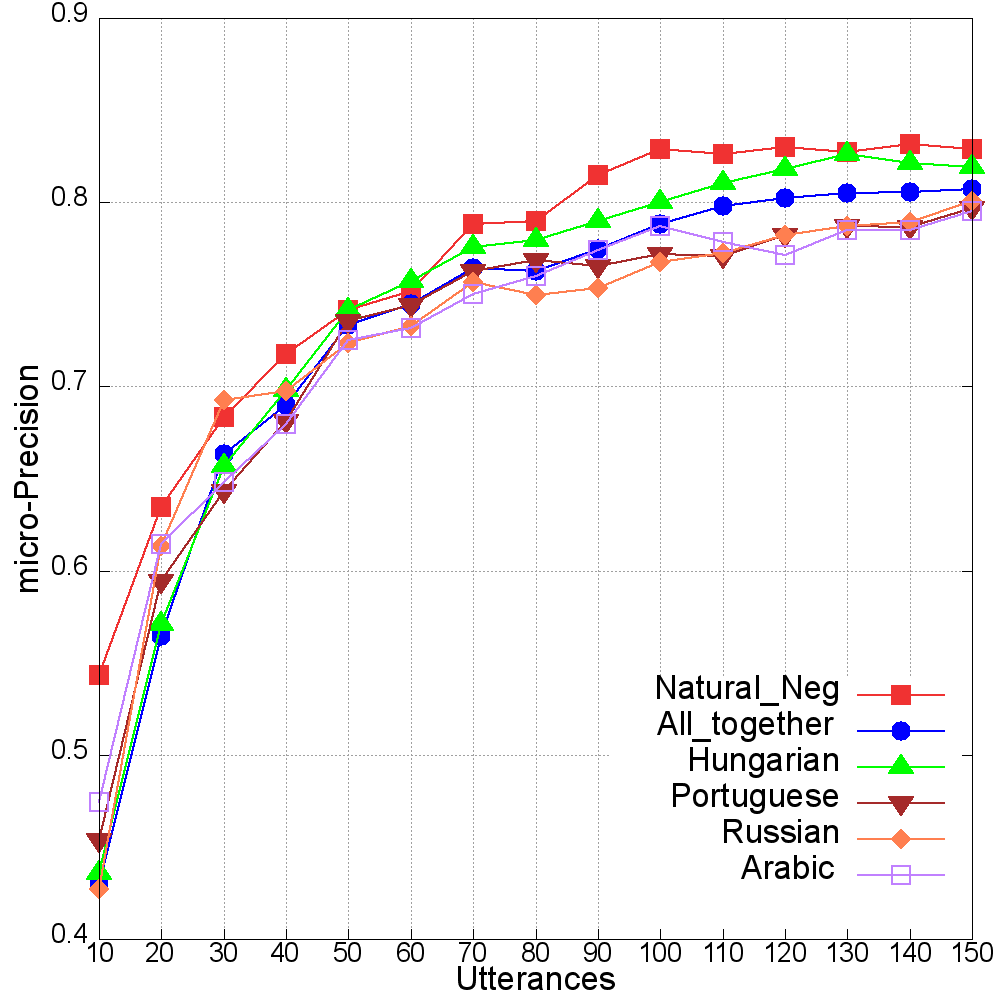 0.9
0.8
0.7
0.6
0.5
0.4
micro-Precision
Natural_Neg
All_together
Hungarian
Portuguese
Russian
Arabic
10 20 30 40 50 60 70 80 90 100 110 120 130 140 150
Utterances